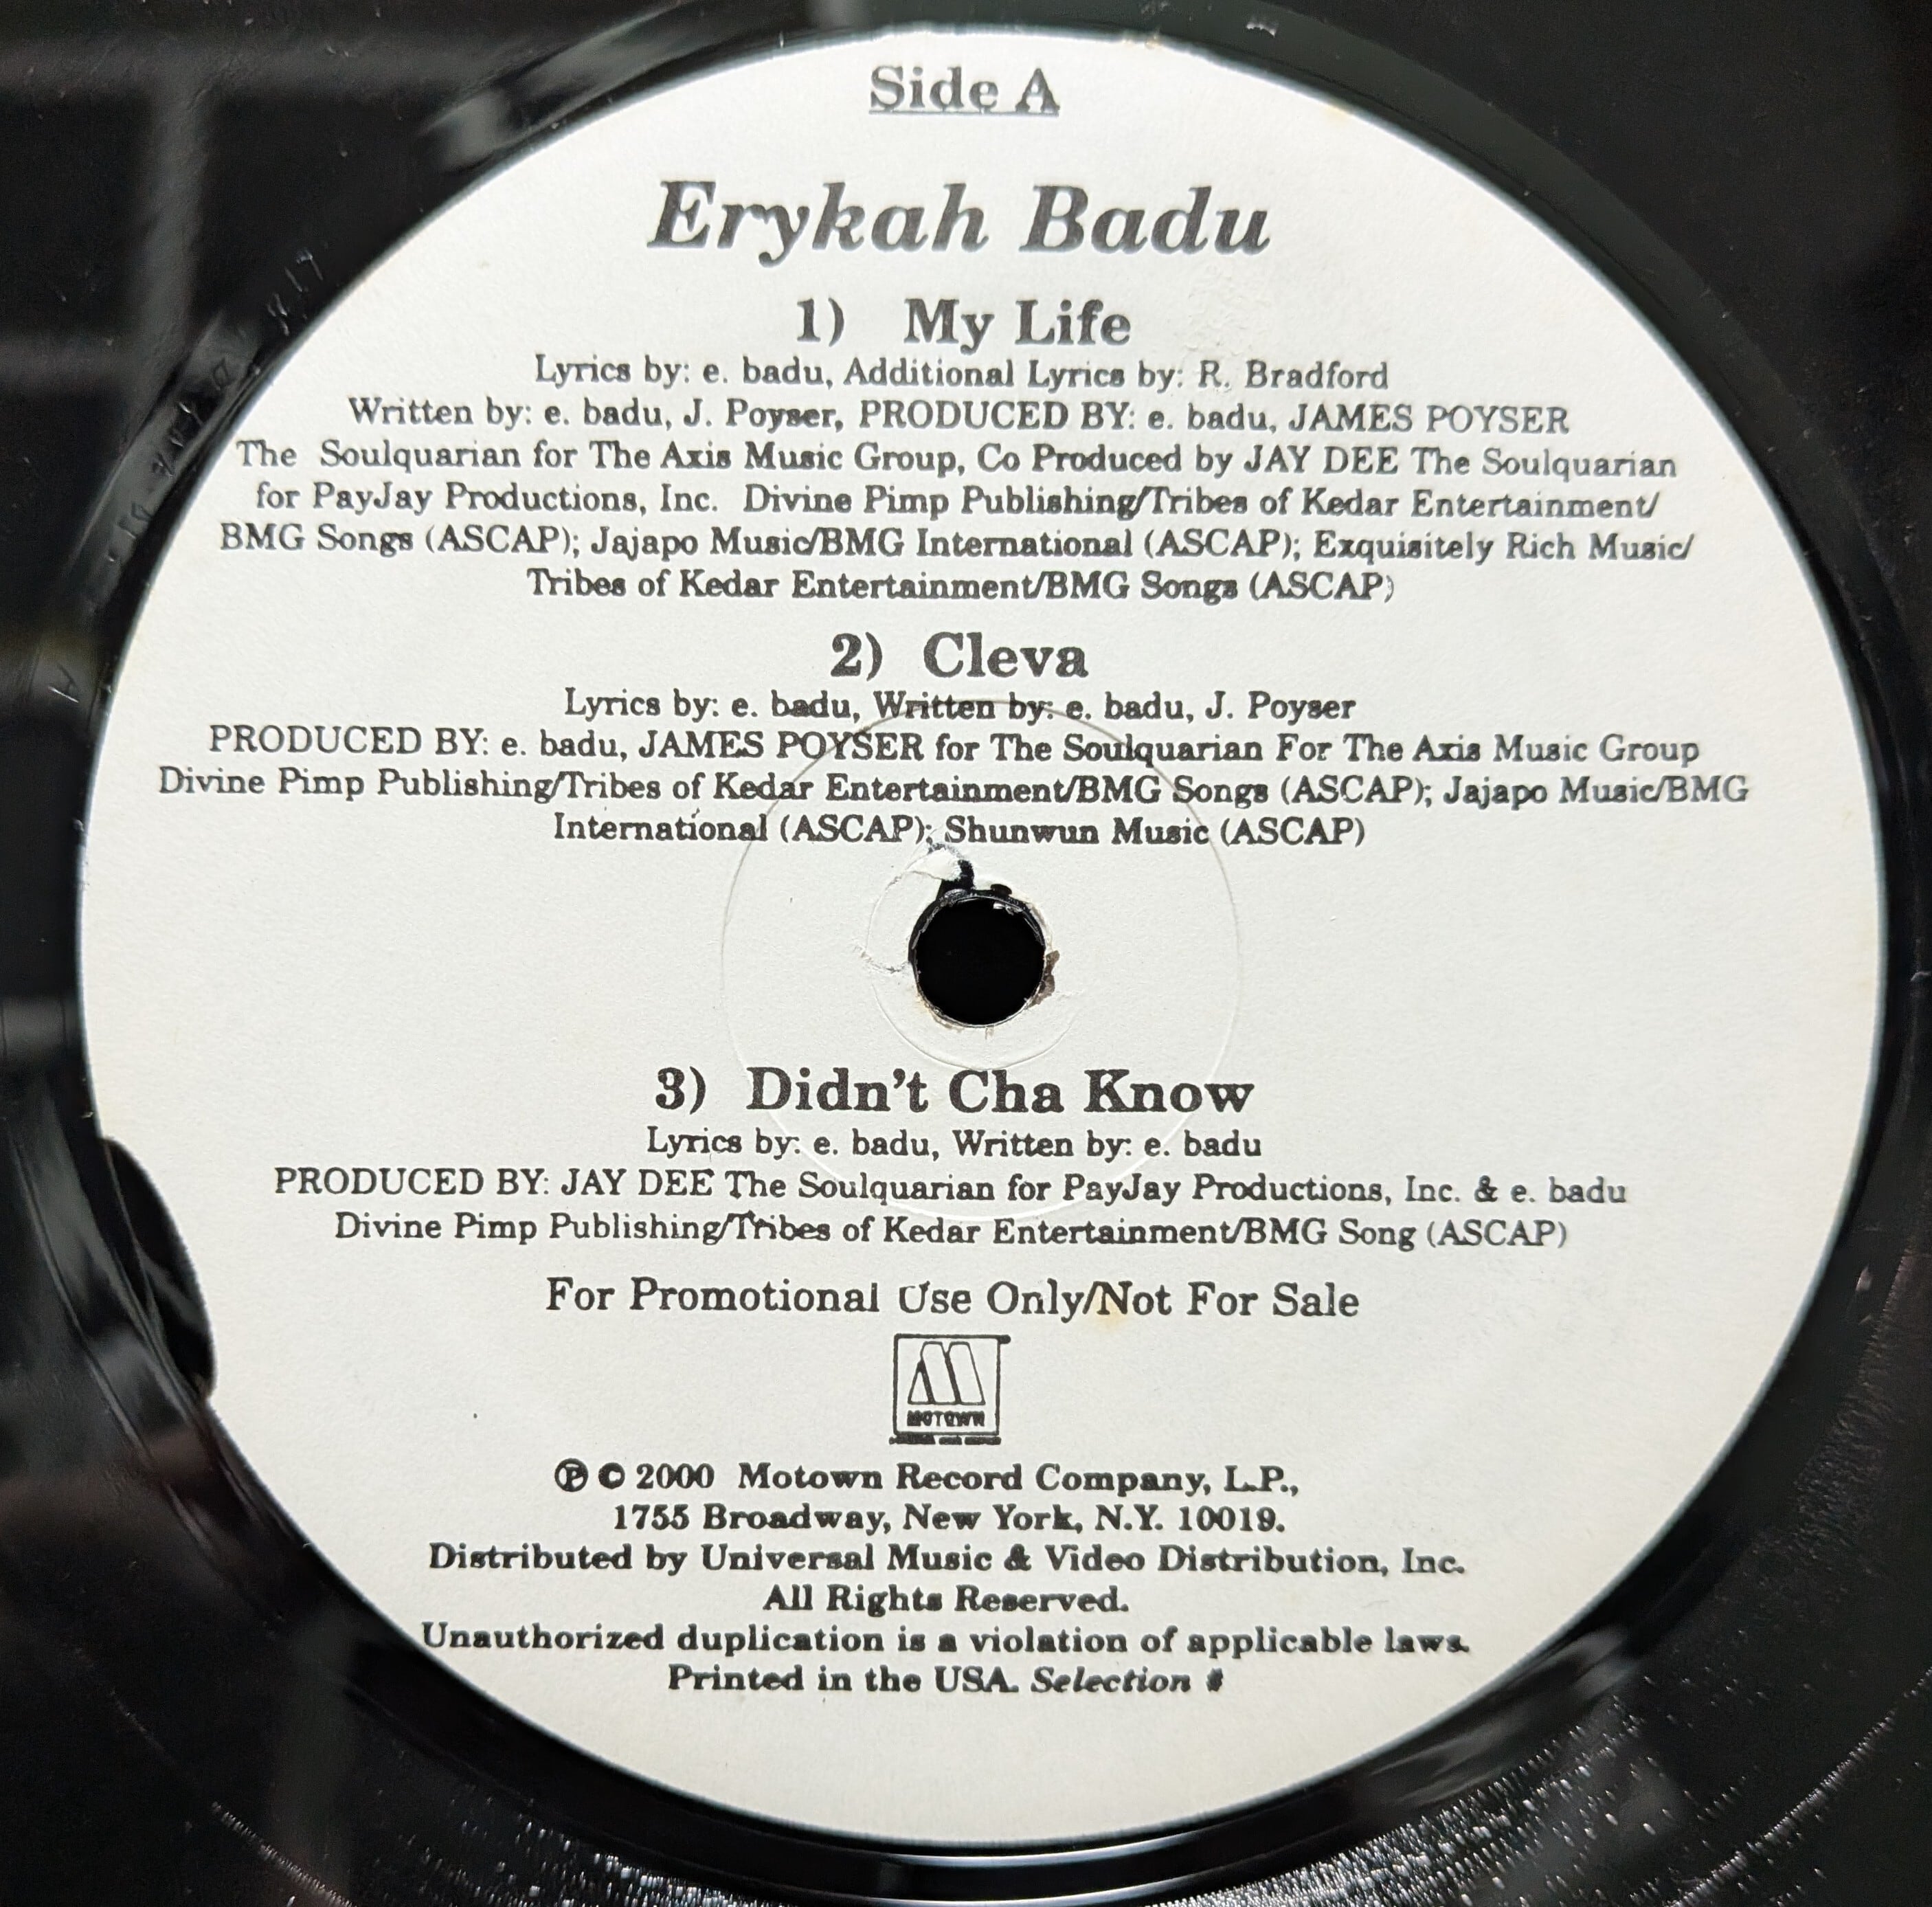 Side A
Erykah Badu
1) My Life
Lyrics by: e. badu, Additional Lyrics by: R. Bradford
Written by: e. badu, J. Poyser, PRODUCED BY: e. badu, JAMES POYSER
The Soulquarian for The Axis Music Group, Co Produced by JAY DEE The Soulquarian
for PayJay Productions, Inc. Divine Pimp Publishing/Tribes of Kedar Entertainment/
BMG Songs (ASCAP); Jajapo Music/BMG International (ASCAP); Exquisitely Rich Music/
Tribes of Kedar Entertainment/BMG Songs (ASCAP)
2) Cleva
Lyrics by: e. badu, Written by: e. badu, J. Poyser
PRODUCED BY: e. badu, JAMES POYSER for The Soulquarian For The Axis Music Group
Divine Pimp Publishing/Tribes of Kedar Entertainment/BMG Songs (ASCAP); Jajapo Music/BMG
International (ASCAP); Shunwun Music (ASCAP)
3) Didn't Cha Know
Lyrics by: e. badu, Written by: e. badu
PRODUCED BY: JAY DEE The Soulquarian for PayJay Productions, Inc. & e. badu
Divine Pimp Publishing/Tribes of Kedar Entertainment/BMG Song (ASCAP)
For Promotional Use Only/Not For Sale
MOTOWN
℗ © 2000 Motown Record Company, L.P.,
1755 Broadway, New York, N.Y. 10019.
Distributed by Universal Music & Video Distribution, Inc.
All Rights Reserved.
Unauthorized duplication is a violation of applicable laws.
Printed in the USA. Selection #